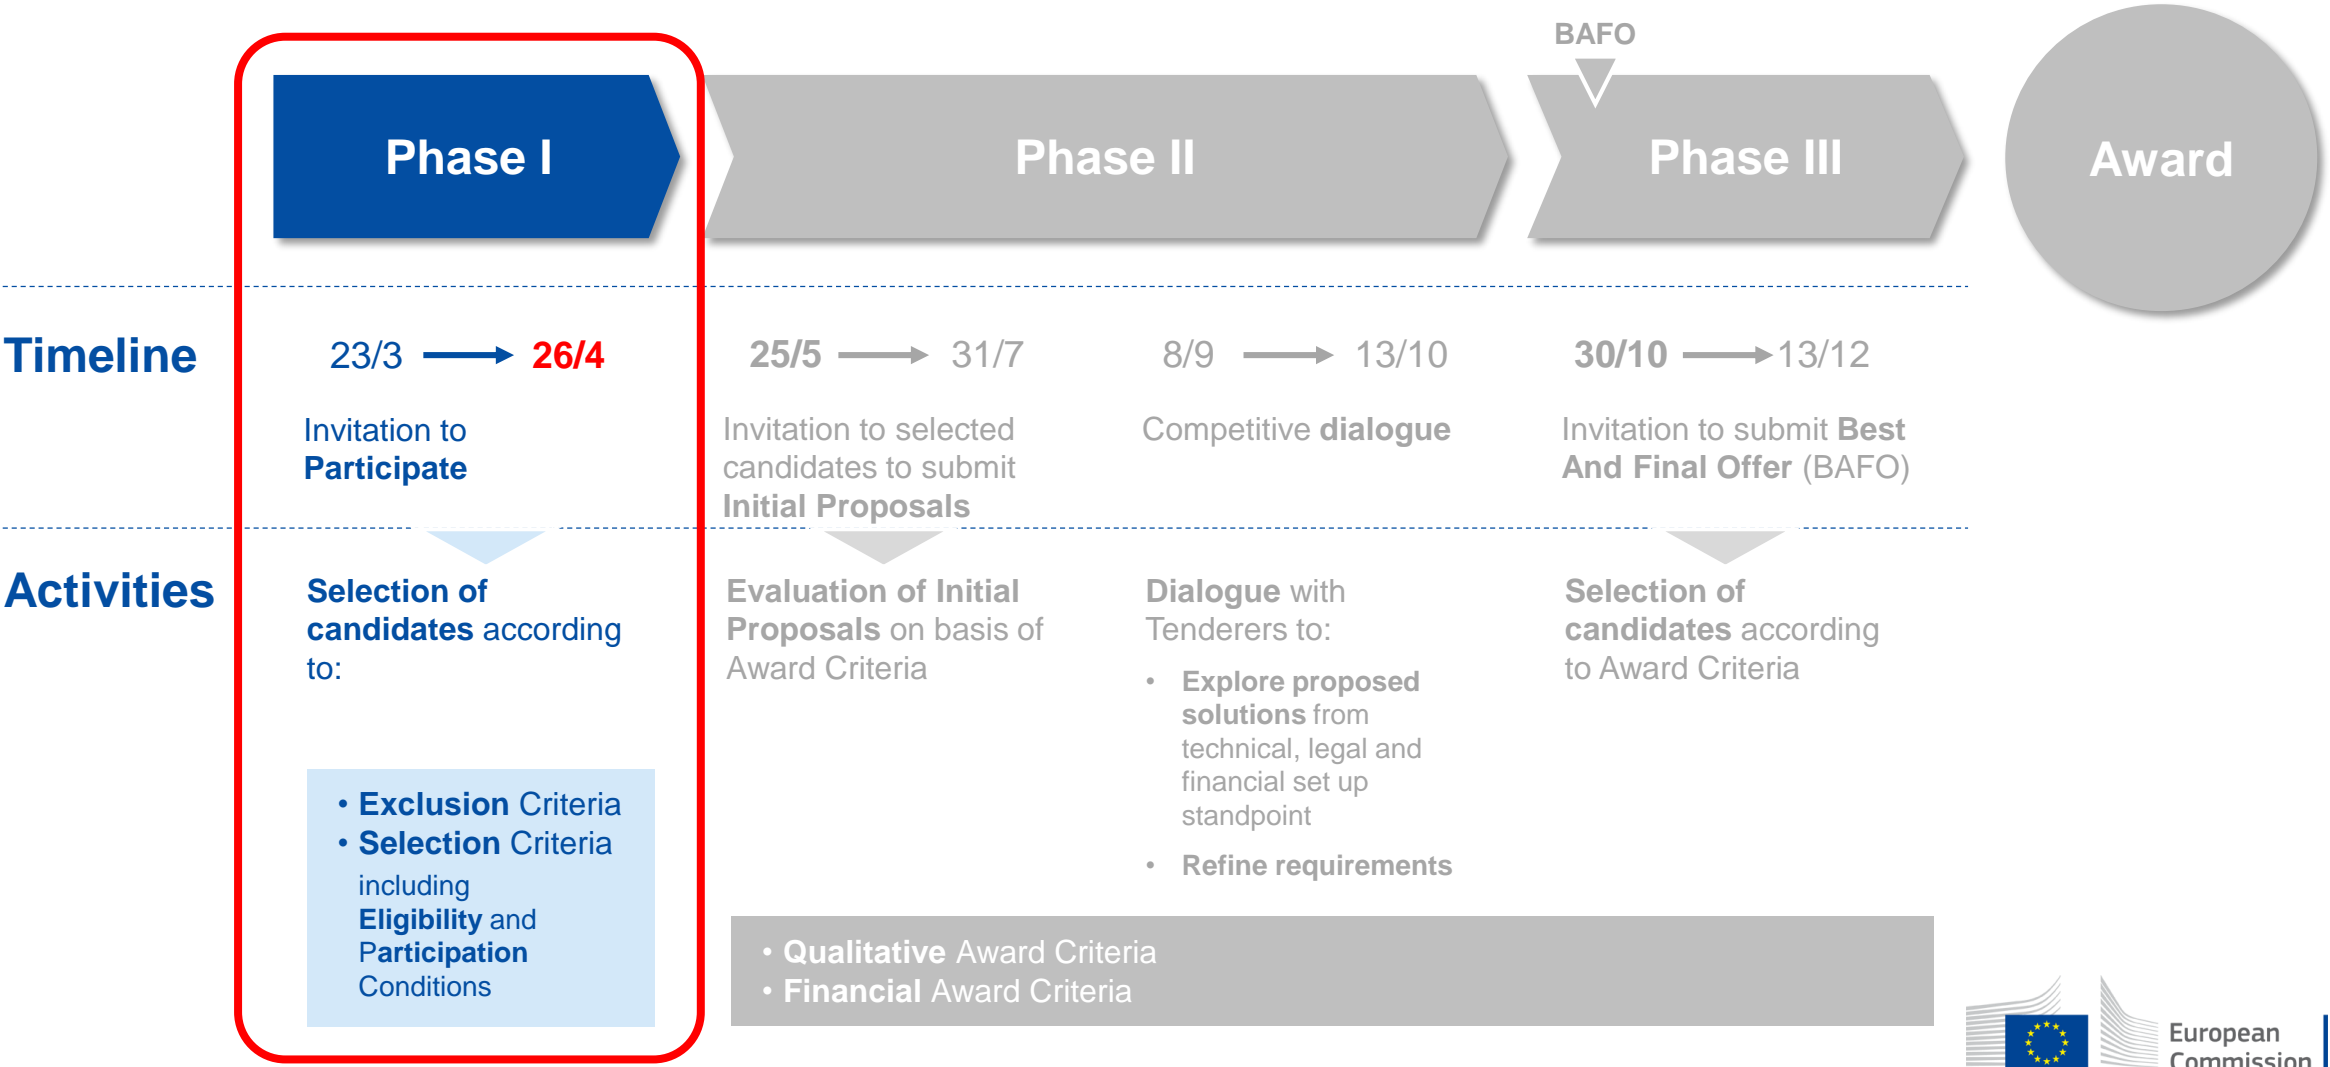 BAFO
Phase I
Phase II
Phase III
Award
Timeline
23/3
26/4
25/5
31/7
8/9
13/10
30/10
13/12
Invitation to
Participate
Invitation to selected
candidates to submit
Initial Proposals
Competitive dialogue
Invitation to submit Best
And Final Offer (BAFO)
Activities
Selection of
candidates according
to:
• Exclusion Criteria
• Selection Criteria
including
Eligibility and
Participation
Conditions
Evaluation of Initial
Proposals on basis of
Award Criteria
Dialogue with
Tenderers to:
• Explore proposed
solutions from
technical, legal and
financial set up
standpoint
• Refine requirements
Selection of
candidates according
to Award Criteria
• Qualitative Award Criteria
• Financial Award Criteria
European
Commission